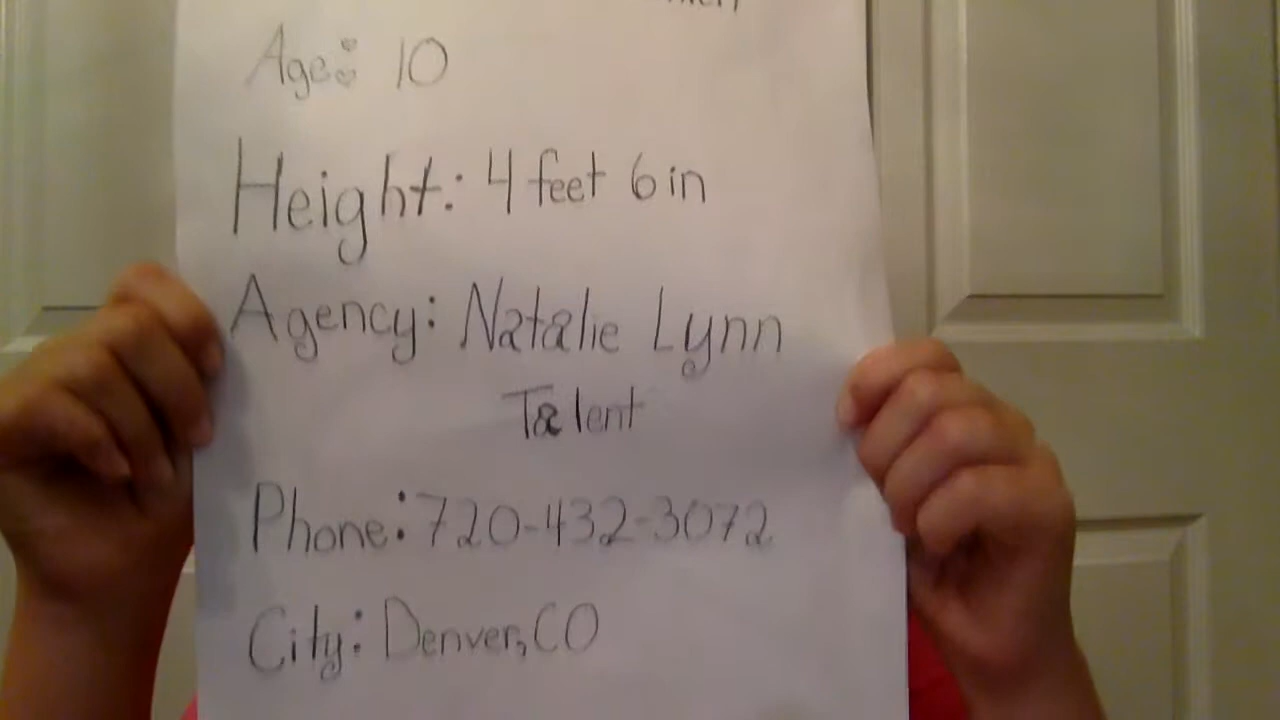 Age: 10
Height: 4 feet 6 in
Agency: Natalie Lynn
Talent
Phone: 720-432-3072
City: Denver, CO